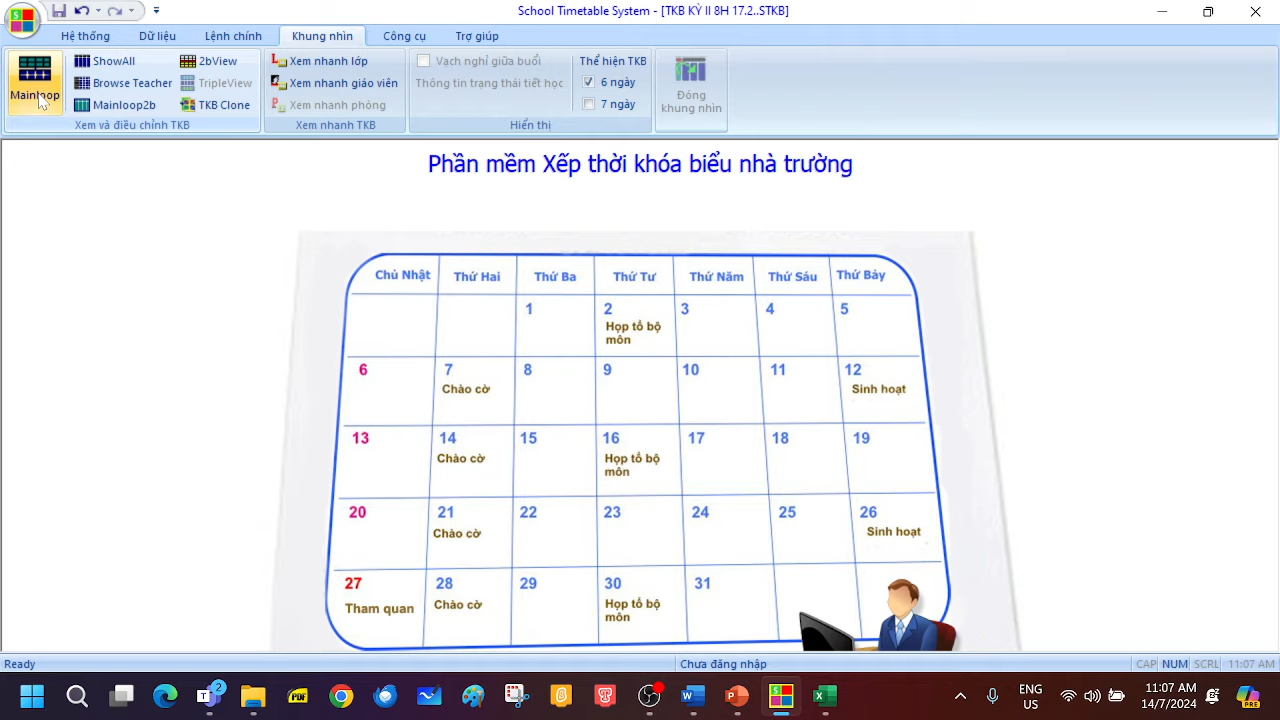 School Timetable System - [TKB KỲ II 8H 17.2..STKB]
Hệ thống Dữ liệu Lệnh chính Khung nhìn Công cụ Trợ giúp
Mainloop
ShowAll
Browse Teacher
Mainloop2b
2bView
TripleView
TKB Clone
Xem và điều chỉnh TKB
Xem nhanh lớp
Xem nhanh giáo viên
Xem nhanh phòng
Xem nhanh TKB
Vạch nghỉ giữa buổi
Thông tin trạng thái tiết học
Thể hiện TKB
6 ngày
7 ngày
Hiển thị
Đóng
khung nhìn
Phần mềm Xếp thời khóa biểu nhà trường
Chủ Nhật Thứ Hai Thứ Ba Thứ Tư Thứ Năm Thứ Sáu Thứ Bảy
1 2 3 4 5
Họp tổ bộ
môn
6 7 8 9 10 11 12
Chào cờ Sinh hoạt
13 14 15 16 17 18 19
Chào cờ Họp tổ bộ
môn
20 21 22 23 24 25 26
Chào cờ Sinh hoạt
27 28 29 30 31
Tham quan Chào cờ Họp tổ bộ
môn
Ready Chưa đăng nhập CAP NUM SCRL 11:07 AM
2
PDF
ENG
US
11:07 AM
14/7/2024
PRE